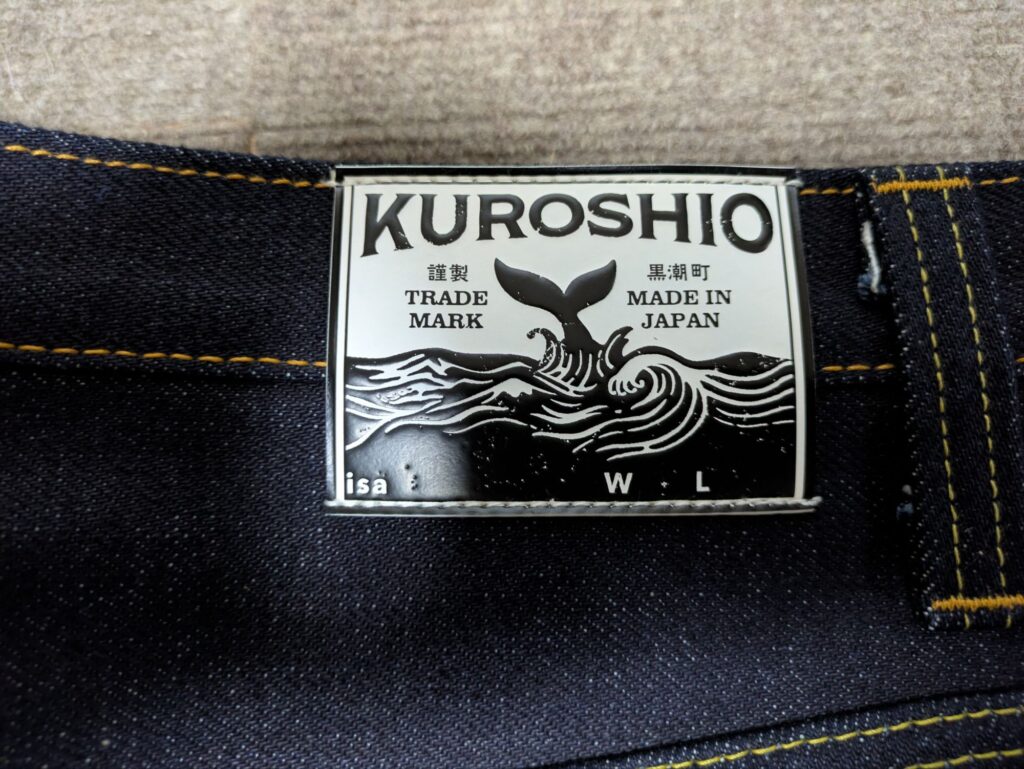 KUROSHIO
謹製
TRADE
MARK
黒潮町
MADE IN
JAPAN
isa
W L